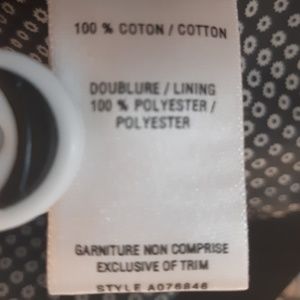 100 % COTON / COTTON
DOUBLURE / LINING
100 % POLYESTER /
POLYESTER
GARNITURE NON COMPRISE
EXCLUSIVE OF TRIM
STYLE A076846